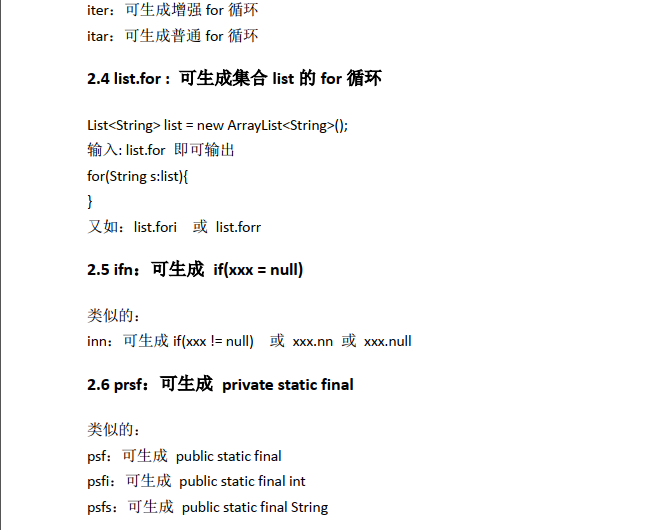 iter：可生成增强 for 循环
itar：可生成普通 for 循环
2.4 list.for : 可生成集合 list 的 for 循环
List<String> list = new ArrayList<String>();
输入: list.for 即可输出
for(String s:list){
}
又如：list.fori 或 list.forr
2.5 ifn：可生成 if(xxx = null)
类似的：
inn：可生成 if(xxx != null) 或 xxx.nn 或 xxx.null
2.6 prsf：可生成 private static final
类似的：
psf：可生成 public static final
psfi：可生成 public static final int
psfs：可生成 public static final String